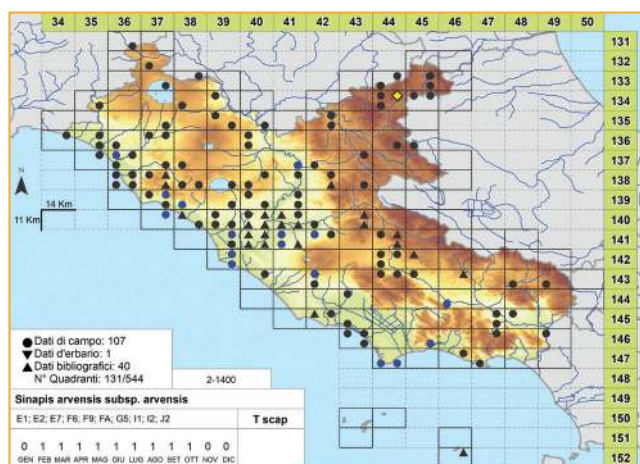 34 35 36 37 38 39 40 41 42 43 44 45 46 47 48 49 50
131
132
133
134
135
136
137
138
139
140
141
142
143
144
145
146
147
148
149
150
151
152
N
14 Km
11 Km
Dati di campo: 107
Dati d'erbario: 1
Dati bibliografici: 40
N° Quadranti: 131/544
2-1400
Sinapis arvensis subsp. arvensis
E1; E2; E7; F6; F9; FA; G5; I1; I2; J2
T scap
0 1 1 1 1 1 1 1 1 1 0 0
GEN FEB MAR APR MAG GIU LUG AGO SET OTT NOV DIC